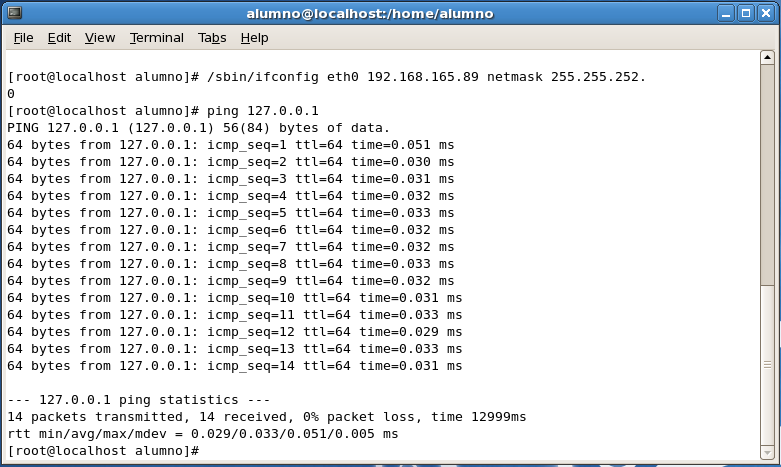 alumno@localhost:/home/alumno
File Edit View Terminal Tabs Help
[root@localhost alumno]# /sbin/ifconfig eth0 192.168.165.89 netmask 255.255.252.
0
[root@localhost alumno]# ping 127.0.0.1
PING 127.0.0.1 (127.0.0.1) 56(84) bytes of data.
64 bytes from 127.0.0.1: icmp_seq=1 ttl=64 time=0.051 ms
64 bytes from 127.0.0.1: icmp_seq=2 ttl=64 time=0.030 ms
64 bytes from 127.0.0.1: icmp_seq=3 ttl=64 time=0.031 ms
64 bytes from 127.0.0.1: icmp_seq=4 ttl=64 time=0.032 ms
64 bytes from 127.0.0.1: icmp_seq=5 ttl=64 time=0.033 ms
64 bytes from 127.0.0.1: icmp_seq=6 ttl=64 time=0.032 ms
64 bytes from 127.0.0.1: icmp_seq=7 ttl=64 time=0.032 ms
64 bytes from 127.0.0.1: icmp_seq=8 ttl=64 time=0.033 ms
64 bytes from 127.0.0.1: icmp_seq=9 ttl=64 time=0.032 ms
64 bytes from 127.0.0.1: icmp_seq=10 ttl=64 time=0.031 ms
64 bytes from 127.0.0.1: icmp_seq=11 ttl=64 time=0.033 ms
64 bytes from 127.0.0.1: icmp_seq=12 ttl=64 time=0.029 ms
64 bytes from 127.0.0.1: icmp_seq=13 ttl=64 time=0.033 ms
64 bytes from 127.0.0.1: icmp_seq=14 ttl=64 time=0.031 ms
--- 127.0.0.1 ping statistics ---
14 packets transmitted, 14 received, 0% packet loss, time 12999ms
rtt min/avg/max/mdev = 0.029/0.033/0.051/0.005 ms
[root@localhost alumno]#